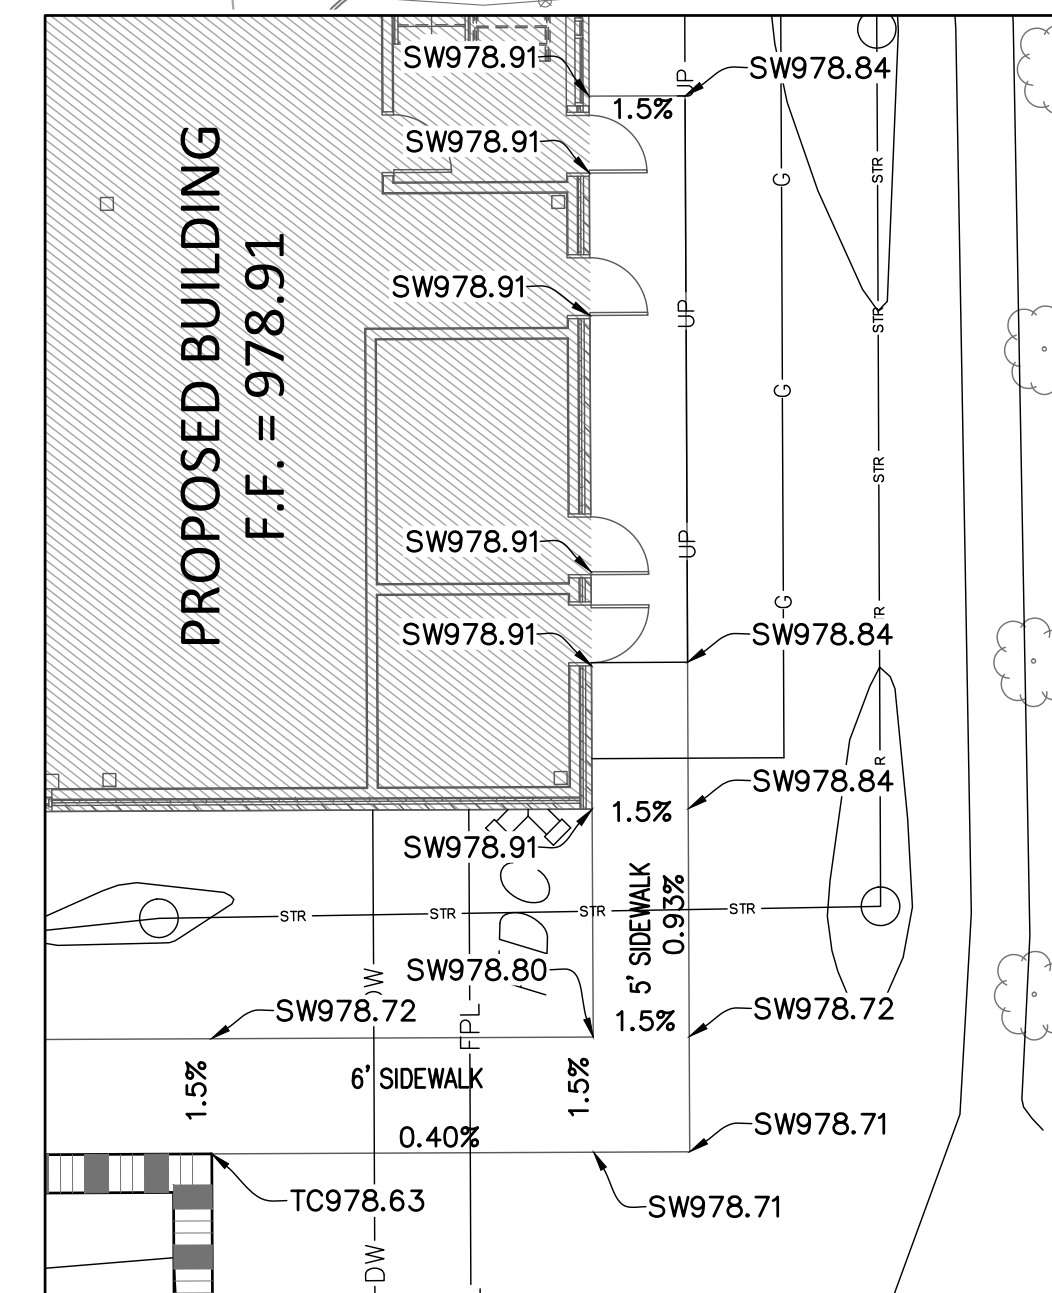 SW978.91
SW978.84
UP
1.5%
SW978.91
STR
G
PROPOSED BUILDING
F.F. = 978.91
SW978.91
UP
STR
G
STR
SW978.91
UP
G
SW978.91
SW978.84
R
R
SW978.84
1.5%
SW978.91
5' SIDEWALK
0.93%
STR
STR
STR
STR
DC
SW978.80
W
SW978.72
FPL
1.5%
SW978.72
1.5%
6' SIDEWALK
1.5%
0.40%
SW978.71
TC978.63
SW978.71
DW